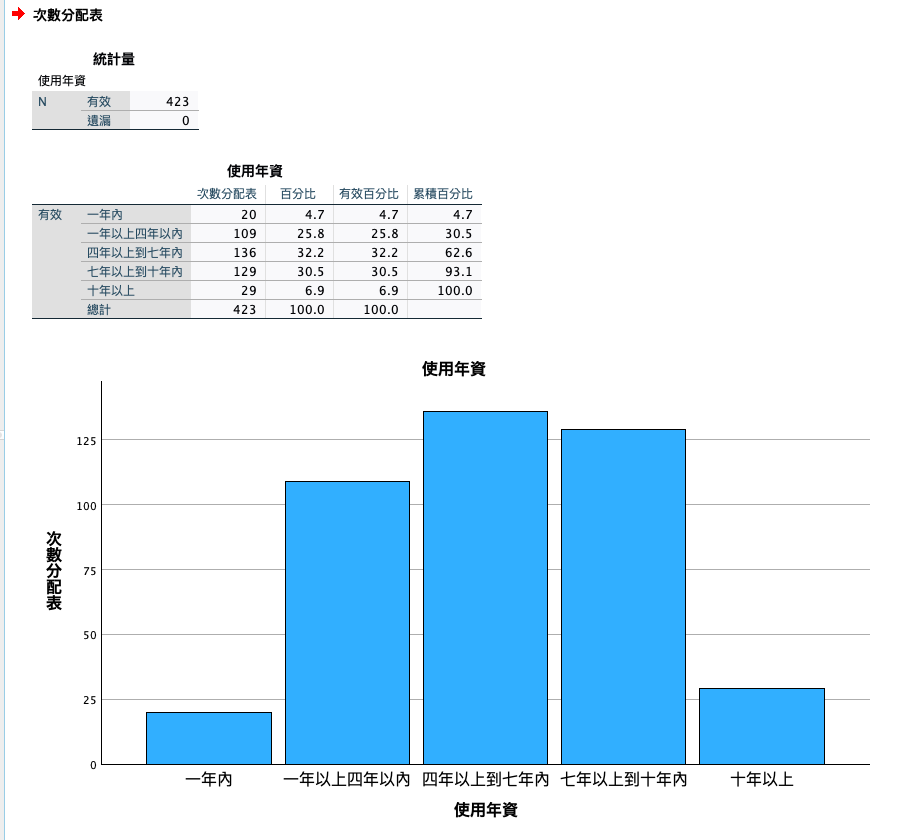 次數分配表
統計量
使用年資
N 有效 423
遺漏 0
使用年資
次數分配表 百分比 有效百分比 累積百分比
有效 一年內 20 4.7 4.7 4.7
一年以上四年以內 109 25.8 25.8 30.5
四年以上到七年內 136 32.2 32.2 62.6
七年以上到十年內 129 30.5 30.5 93.1
十年以上 29 6.9 6.9 100.0
總計 423 100.0 100.0
使用年資
次數分配表
125
100
75
50
25
0
一年內 一年以上四年以內 四年以上到七年內 七年以上到十年內 十年以上
使用年資